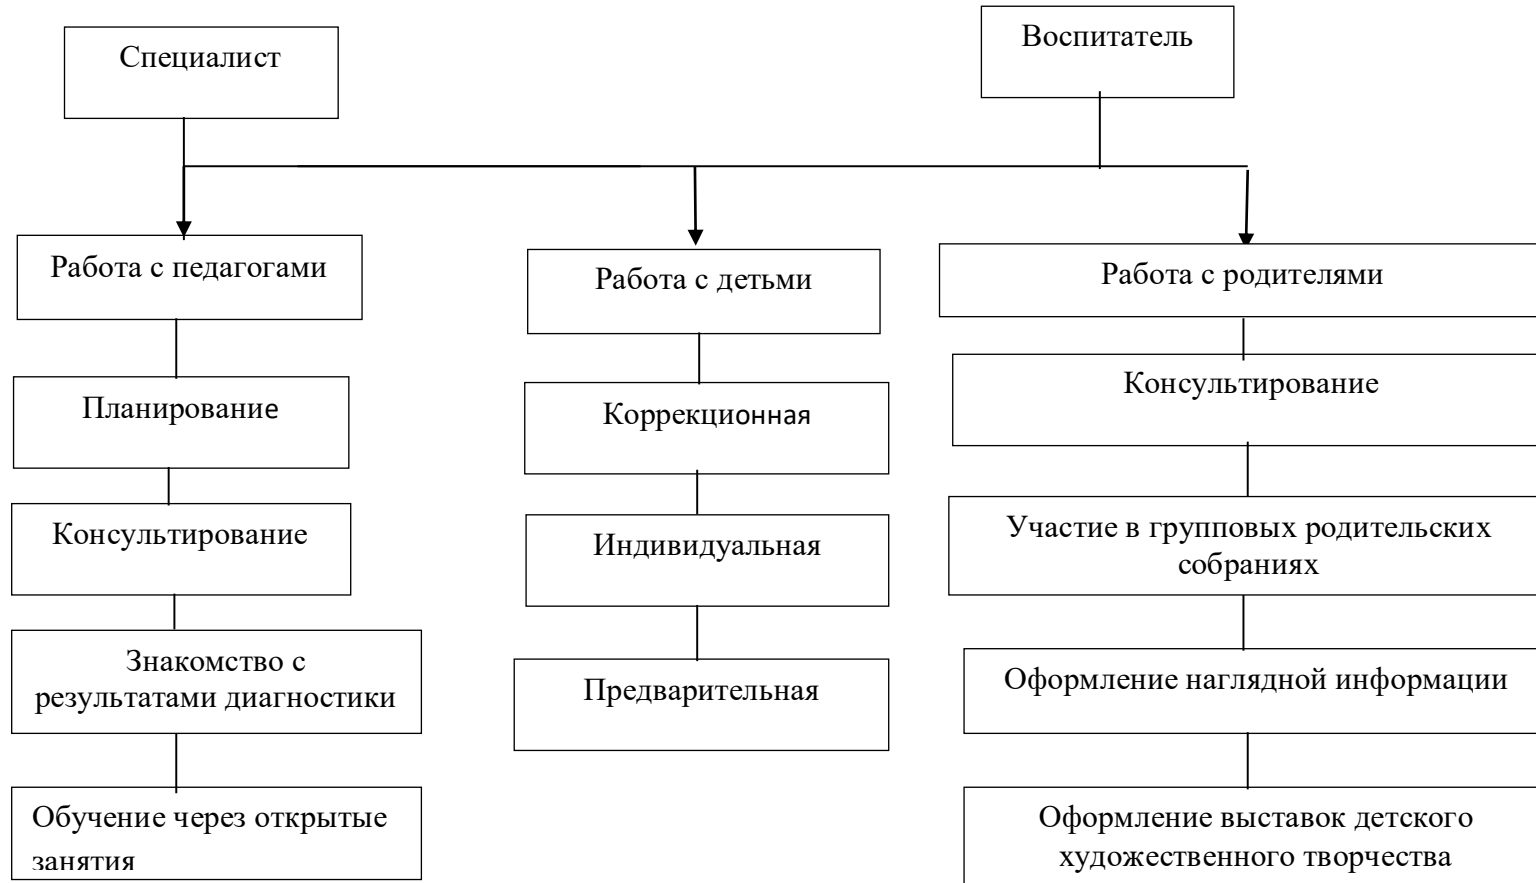 Специалист
Воспитатель
Работа с педагогами
Планирование
Консультирование
Знакомство с
результатами диагностики
Обучение через открытые
занятия
Работа с детьми
Коррекционная
Индивидуальная
Предварительная
Работа с родителями
Консультирование
Участие в групповых родительских
собраниях
Оформление наглядной информации
Оформление выставок детского
художественного творчества